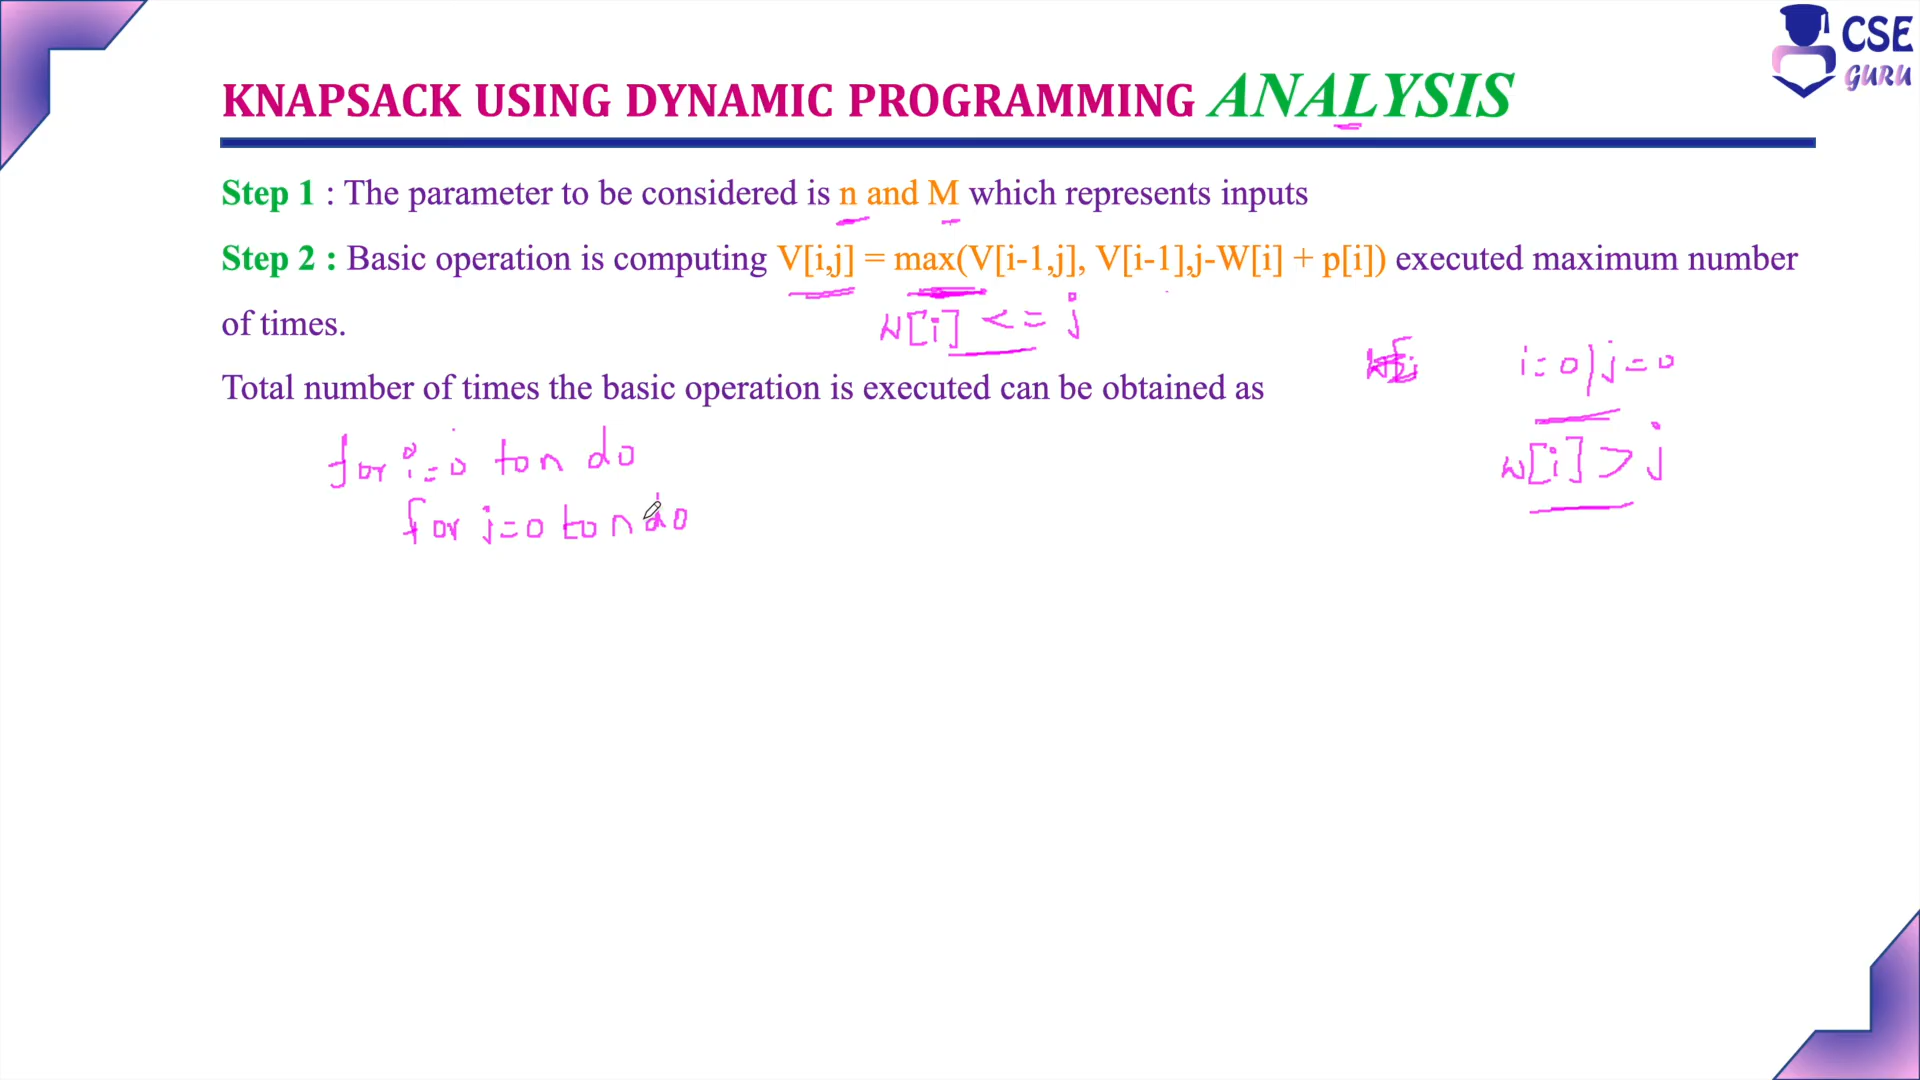 CSE
GURU
KNAPSACK USING DYNAMIC PROGRAMMING ANALYSIS
Step 1 : The parameter to be considered is n and M which represents inputs
Step 2 : Basic operation is computing V[i,j] = max(V[i-1,j], V[i-1],j-W[i] + p[i]) executed maximum number
of times.
W[i] <= j
i=0|j=0
Total number of times the basic operation is executed can be obtained as
w[i] > j
for i=0 to n do
for j=0 to n do